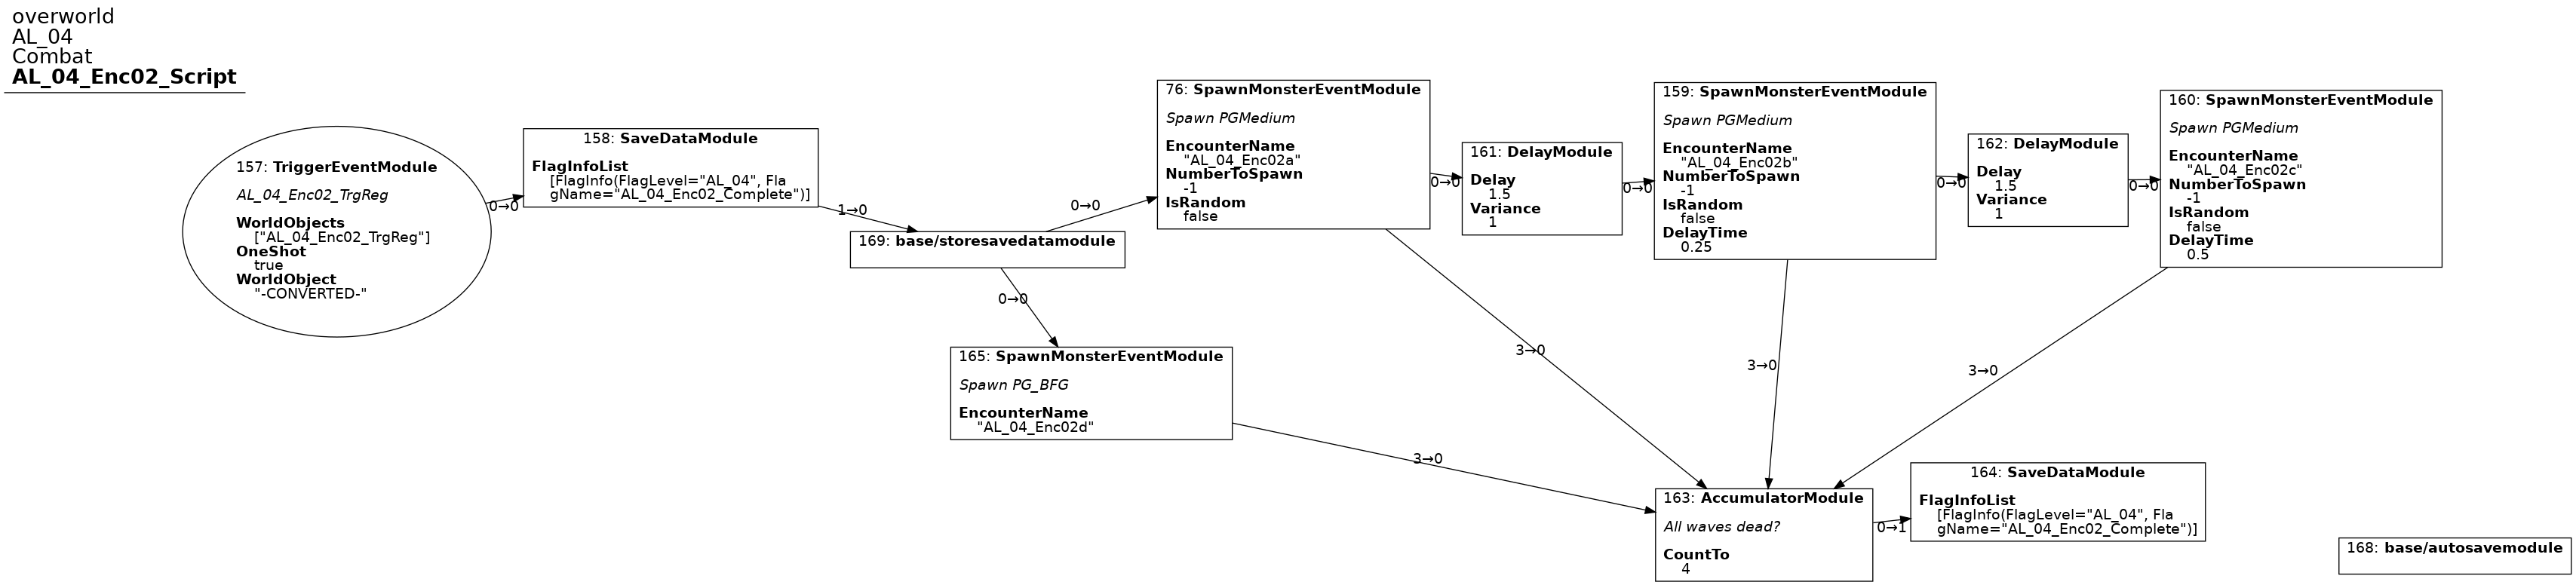 overworld
AL_04
Combat
AL_04_Enc02_Script
157: TriggerEventModule
AL_04_Enc02_TrgReg
WorldObjects
["AL_04_Enc02_TrgReg"]
OneShot
true
WorldObject
"-CONVERTED-"
0→0
158: SaveDataModule
FlagInfoList
[FlagInfo(FlagLevel="AL_04", Fla
gName="AL_04_Enc02_Complete")]
1→0
169: base/storesavedatamodule
0→0
0→0
76: SpawnMonsterEventModule
Spawn PGMedium
EncounterName
"AL_04_Enc02a"
NumberToSpawn
-1
IsRandom
false
0→0
161: DelayModule
Delay
1.5
Variance
1
0→0
159: SpawnMonsterEventModule
Spawn PGMedium
EncounterName
"AL_04_Enc02b"
NumberToSpawn
-1
IsRandom
false
DelayTime
0.25
0→0
162: DelayModule
Delay
1.5
Variance
1
0→0
160: SpawnMonsterEventModule
Spawn PGMedium
EncounterName
"AL_04_Enc02c"
NumberToSpawn
-1
IsRandom
false
DelayTime
0.5
165: SpawnMonsterEventModule
Spawn PG_BFG
EncounterName
"AL_04_Enc02d"
3→0
3→0
3→0
3→0
163: AccumulatorModule
All waves dead?
CountTo
4
0→1
164: SaveDataModule
FlagInfoList
[FlagInfo(FlagLevel="AL_04", Fla
gName="AL_04_Enc02_Complete")]
168: base/autosavemodule